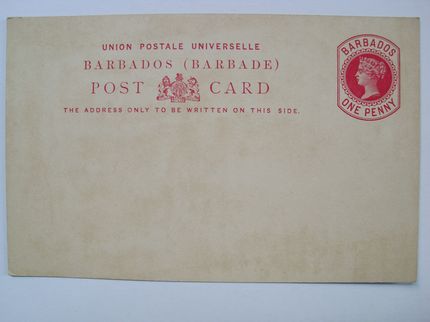 UNION POSTALE UNIVERSELLE
BARBADOS (BARBADE)
POST CARD
THE ADDRESS ONLY TO BE WRITTEN ON THIS SIDE.
BARBADOS
ONE PENNY